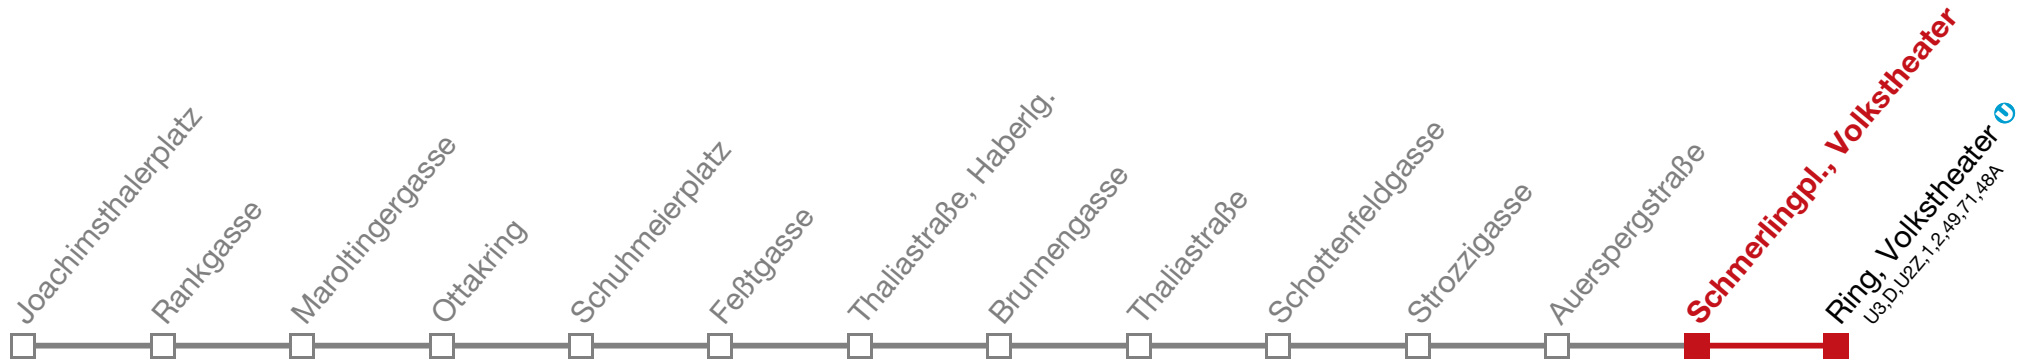 Joachimsthalerplatz
Rankgasse
Maroltingergasse
Ottakring
Schuhmeierplatz
Feßtgasse
Thaliastraße, Haberlg.
Brunnengasse
Thaliastraße
Schottenfeldgasse
Strozzigasse
Auerspergstraße
Schmerlingpl., Volkstheater
Ring, Volkstheater U
U3,D,U2Z,1,2,49,71,48A